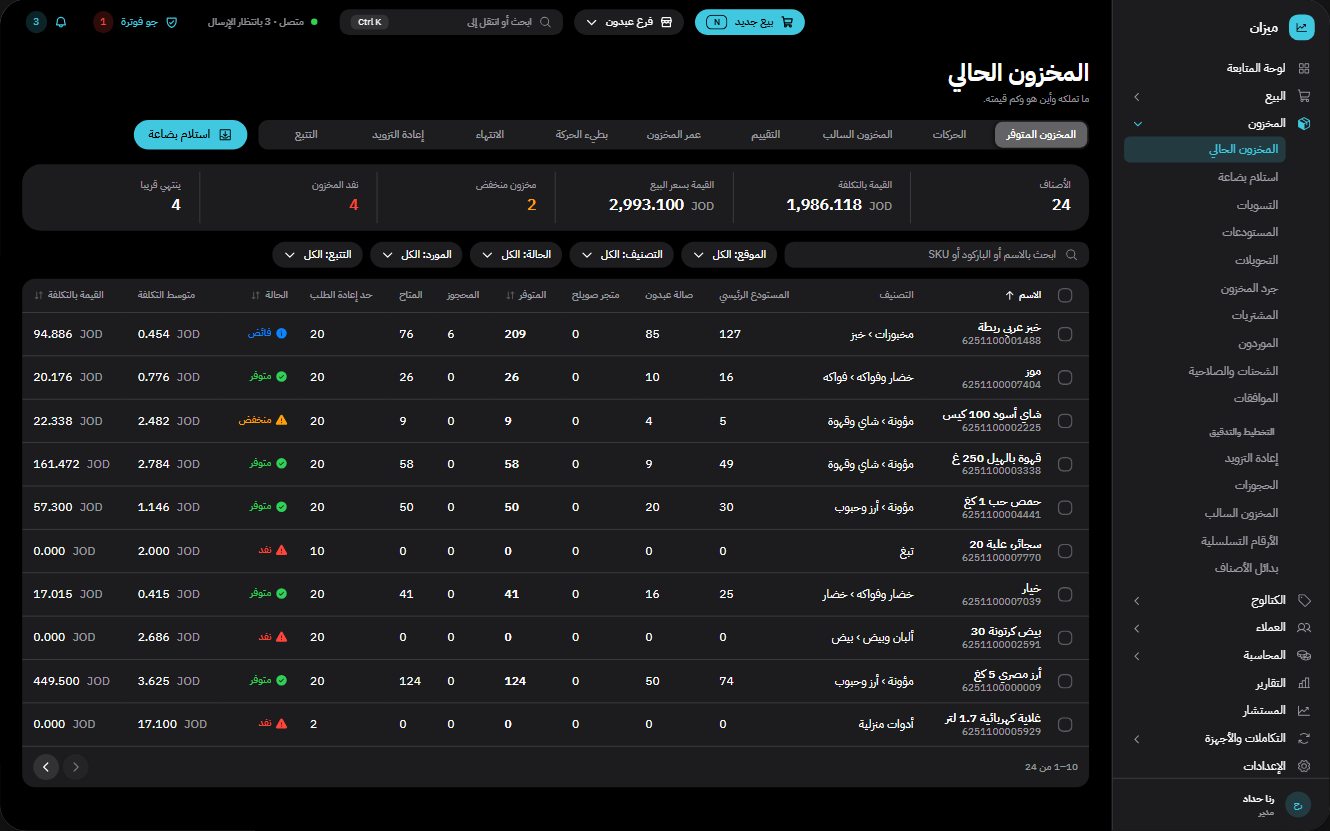 ميزان
لوحة المتابعة
البيع
المخزون
المخزون الحالي
استلام بضاعة
التسويات
المستودعات
التحويلات
جرد المخزون
المشتريات
الموردون
الشحنات والصلاحية
الموافقات
التخطيط والتدقيق
إعادة التزويد
الحجوزات
المخزون السالب
الأرقام التسلسلية
بدائل الأصناف
الكتالوج
العملاء
المحاسبة
التقارير
المستشار
التكاملات والأجهزة
الإعدادات
رح
رنا حداد
مدير
بيع جديد N
فرع عبدون
ابحث أو انتقل إلى Ctrl K
متصل · 3 بانتظار الإرسال
جو فوترة 1
3
المخزون الحالي
ما تملكه وأين هو وكم قيمته.
المخزون المتوفر الحركات المخزون السالب التقييم عمر المخزون بطيء الحركة الانتهاء إعادة التزويد التتبع
استلام بضاعة
الأصناف القيمة بالتكلفة القيمة بسعر البيع مخزون منخفض نفد المخزون ينتهي قريبا
24 JOD 1,986.118 JOD 2,993.100 2 4 4
ابحث بالاسم أو الباركود أو SKU
الموقع: الكل التصنيف: الكل الحالة: الكل المورد: الكل التتبع: الكل
الاسم التصنيف المستودع الرئيسي صالة عبدون متجر صويلح المتوفر المحجوز المتاح حد إعادة الطلب الحالة متوسط التكلفة القيمة بالتكلفة
خبز عربي ربطة مخبوزات › خبز 127 85 0 209 6 76 20 فائض JOD 0.454 JOD 94.886
6251100001488
موز خضار وفواكه › فواكه 16 10 0 26 0 26 20 متوفر JOD 0.776 JOD 20.176
6251100007404
شاي أسود 100 كيس مؤونة › شاي وقهوة 5 4 0 9 0 9 20 منخفض JOD 2.482 JOD 22.338
6251100002225
قهوة بالهيل 250 غ مؤونة › شاي وقهوة 49 9 0 58 0 58 20 متوفر JOD 2.784 JOD 161.472
6251100003338
حمص حب 1 كغ مؤونة › أرز وحبوب 30 20 0 50 0 50 20 متوفر JOD 1.146 JOD 57.300
6251100004441
سجائر، علبة 20 تبغ 0 0 0 0 0 0 10 نفد JOD 2.000 JOD 0.000
6251100007770
خيار خضار وفواكه › خضار 25 16 0 41 0 41 20 متوفر JOD 0.415 JOD 17.015
6251100007039
بيض كرتونة 30 ألبان وبيض › بيض 0 0 0 0 0 0 20 نفد JOD 2.686 JOD 0.000
6251100002591
أرز مصري 5 كغ مؤونة › أرز وحبوب 74 50 0 124 0 124 20 متوفر JOD 3.625 JOD 449.500
6251100000009
غلاية كهربائية 1.7 لتر أدوات منزلية 0 0 0 0 0 0 2 نفد JOD 17.100 JOD 0.000
6251100005929
1–10 من 24